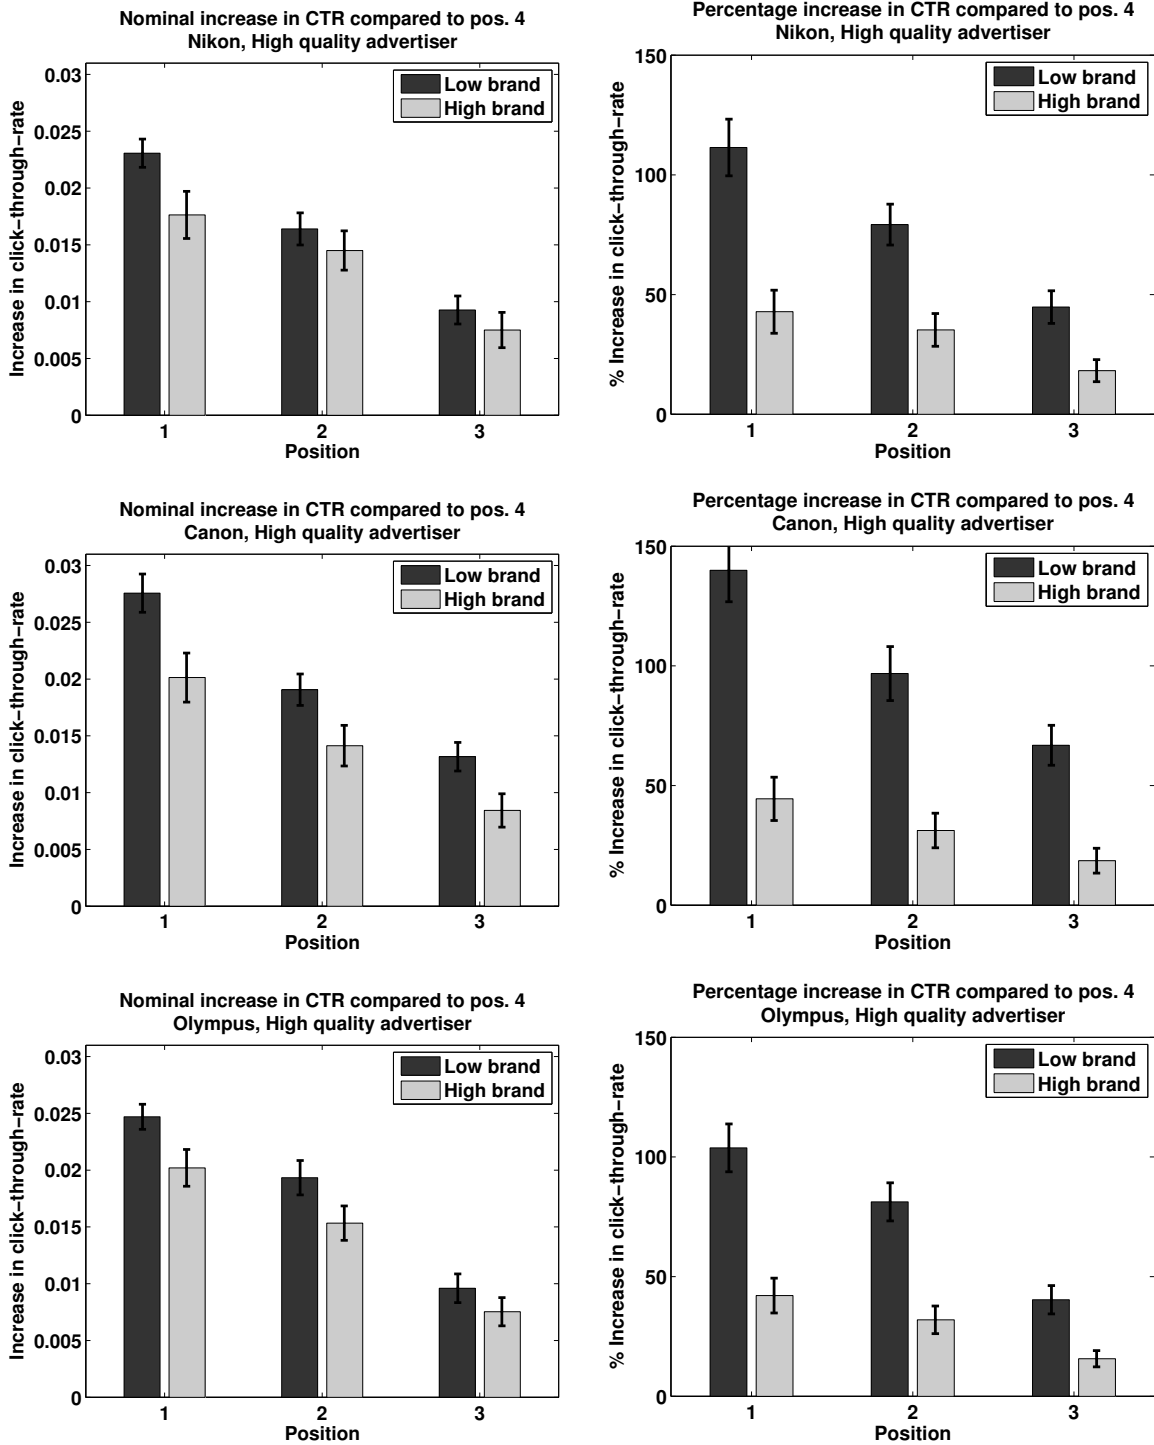 Nominal increase in CTR compared to pos. 4
Nikon, High quality advertiser
0.03
0.025
0.02
0.015
0.01
0.005
0
Increase in click−through−rate
Low brand
High brand
1 2 3
Position
Percentage increase in CTR compared to pos. 4
Nikon, High quality advertiser
150
100
50
0
% Increase in click−through−rate
Low brand
High brand
1 2 3
Position
Nominal increase in CTR compared to pos. 4
Canon, High quality advertiser
0.03
0.025
0.02
0.015
0.01
0.005
0
Increase in click−through−rate
Low brand
High brand
1 2 3
Position
Percentage increase in CTR compared to pos. 4
Canon, High quality advertiser
150
100
50
0
% Increase in click−through−rate
Low brand
High brand
1 2 3
Position
Nominal increase in CTR compared to pos. 4
Olympus, High quality advertiser
0.03
0.025
0.02
0.015
0.01
0.005
0
Increase in click−through−rate
Low brand
High brand
1 2 3
Position
Percentage increase in CTR compared to pos. 4
Olympus, High quality advertiser
150
100
50
0
% Increase in click−through−rate
Low brand
High brand
1 2 3
Position